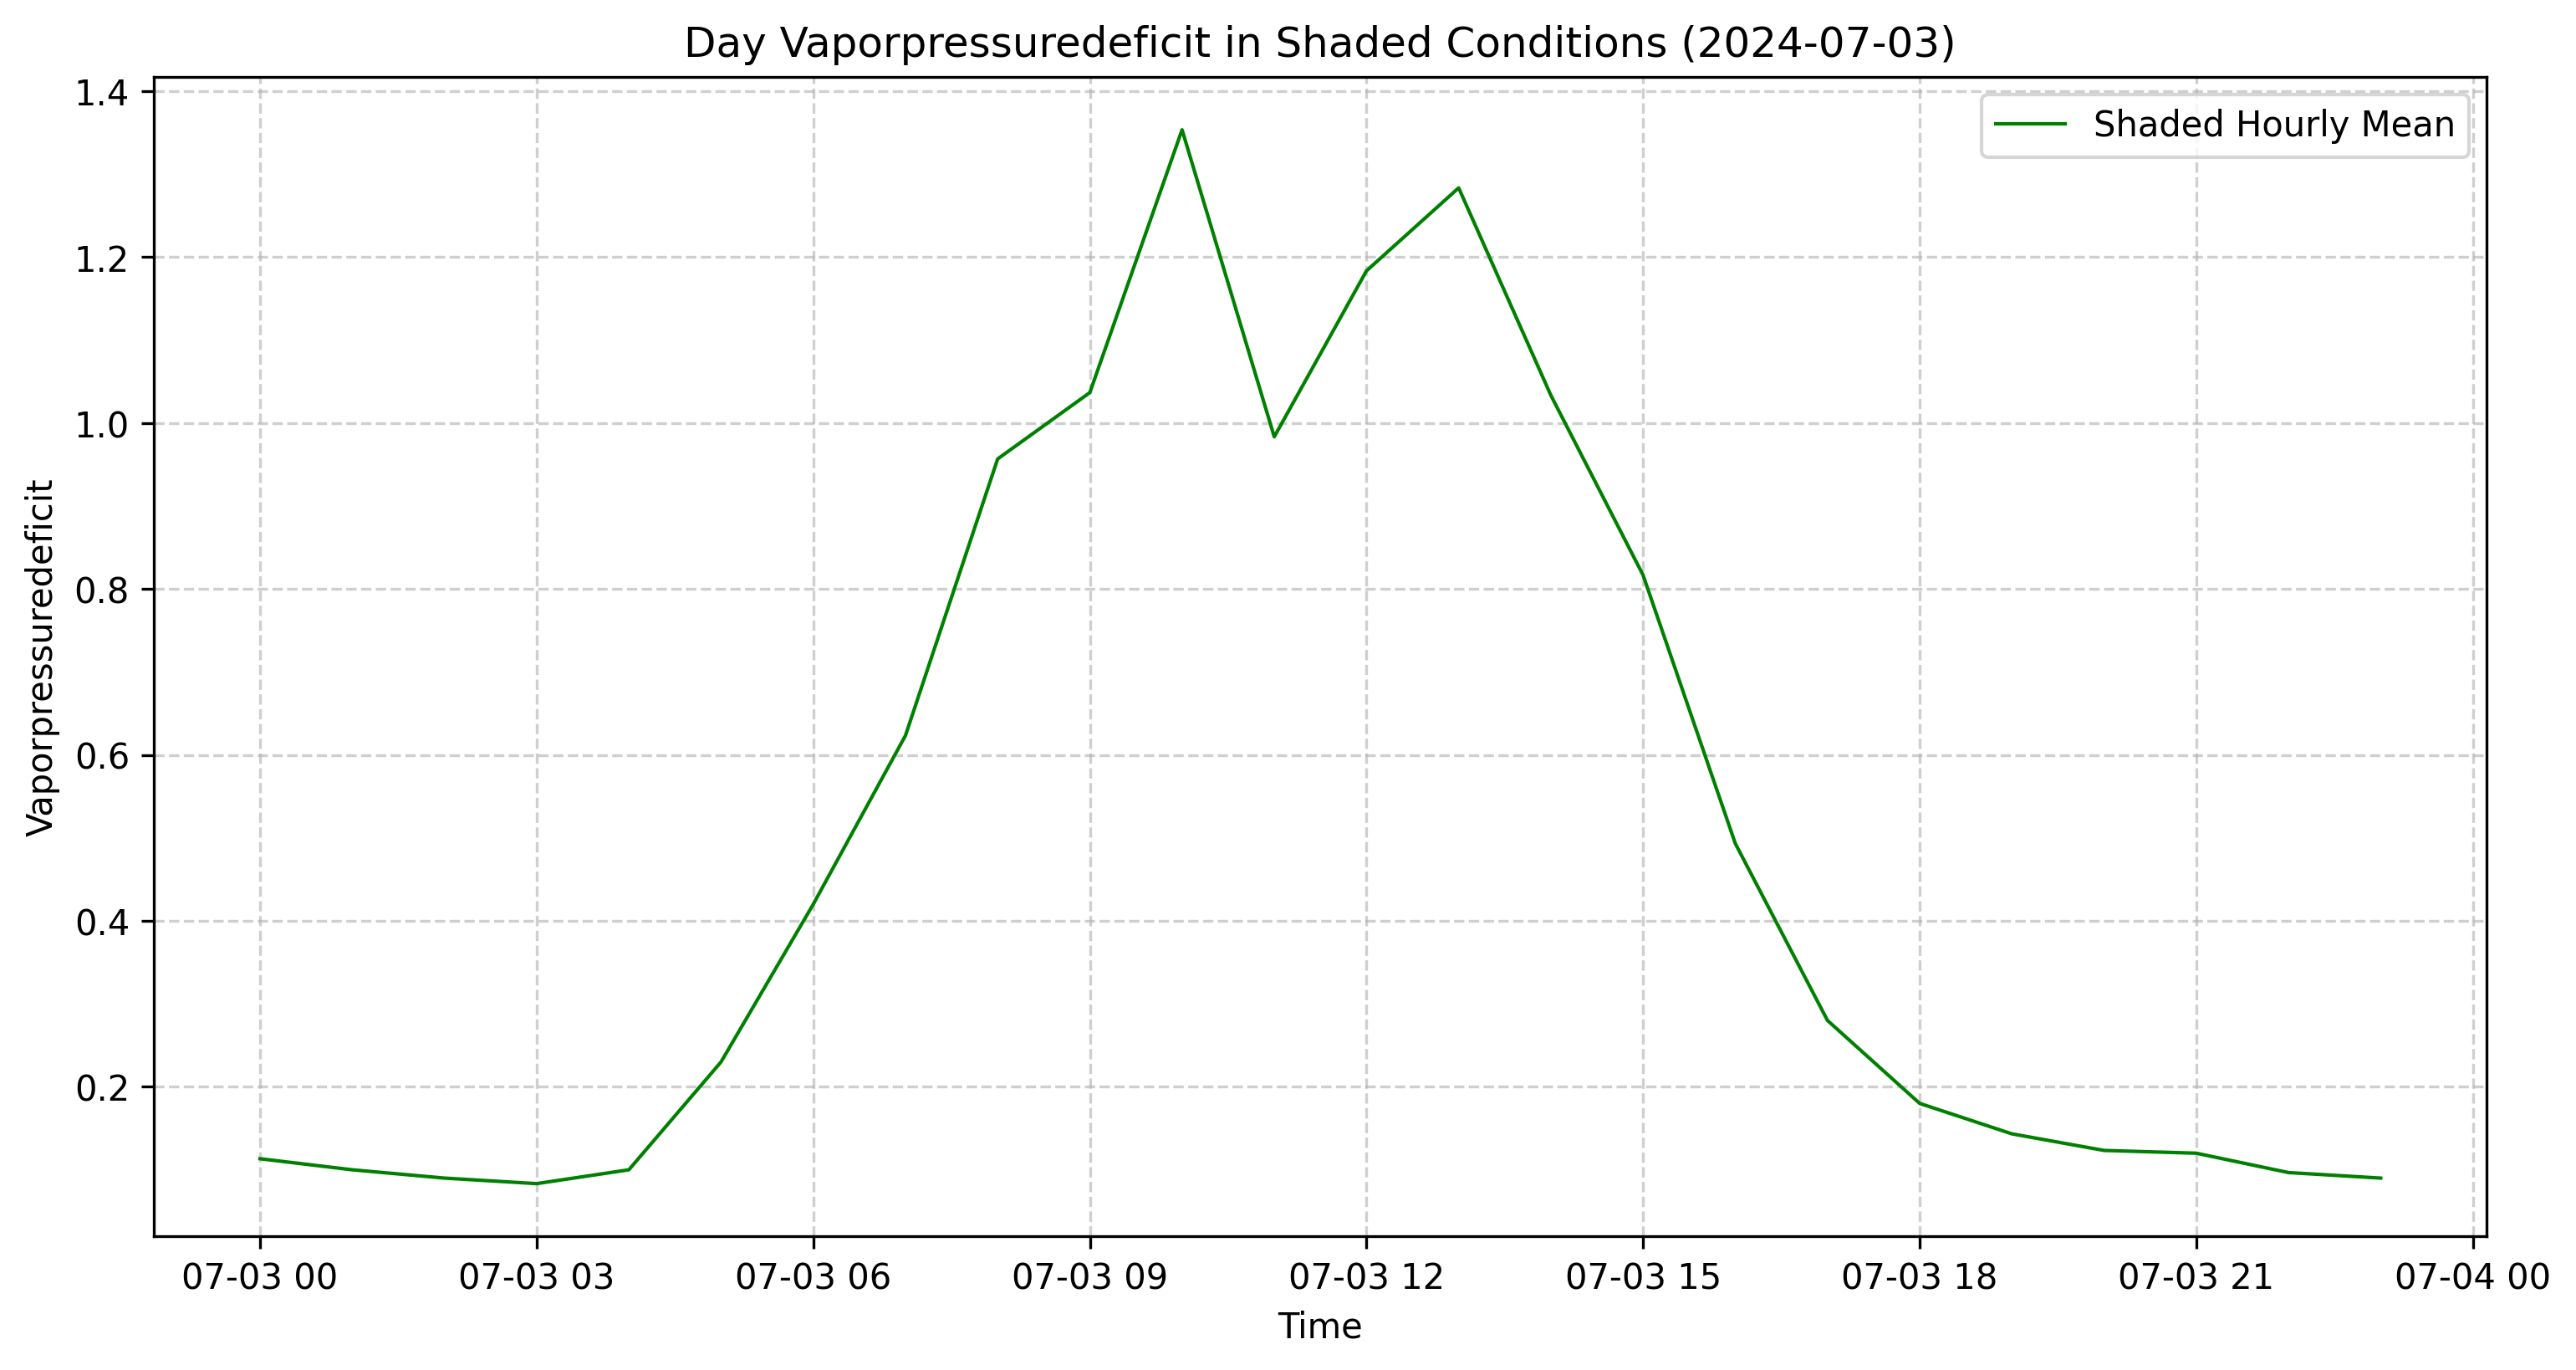 Day Vaporpressuredeficit in Shaded Conditions (2024-07-03)
Shaded Hourly Mean
Vaporpressuredeficit
1.4
1.2
1.0
0.8
0.6
0.4
0.2
07-03 00 07-03 03 07-03 06 07-03 09 07-03 12 07-03 15 07-03 18 07-03 21 07-04 00
Time